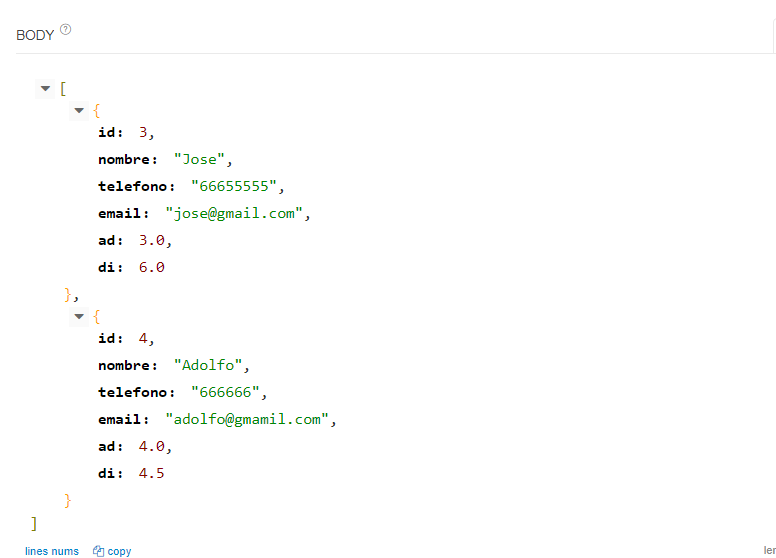 BODY ?
[
{
id: 3,
nombre: "Jose",
telefono: "66655555",
email: "jose@gmail.com",
ad: 3.0,
di: 6.0
},
{
id: 4,
nombre: "Adolfo",
telefono: "666666",
email: "adolfo@gmamil.com",
ad: 4.0,
di: 4.5
}
]
lines nums copy